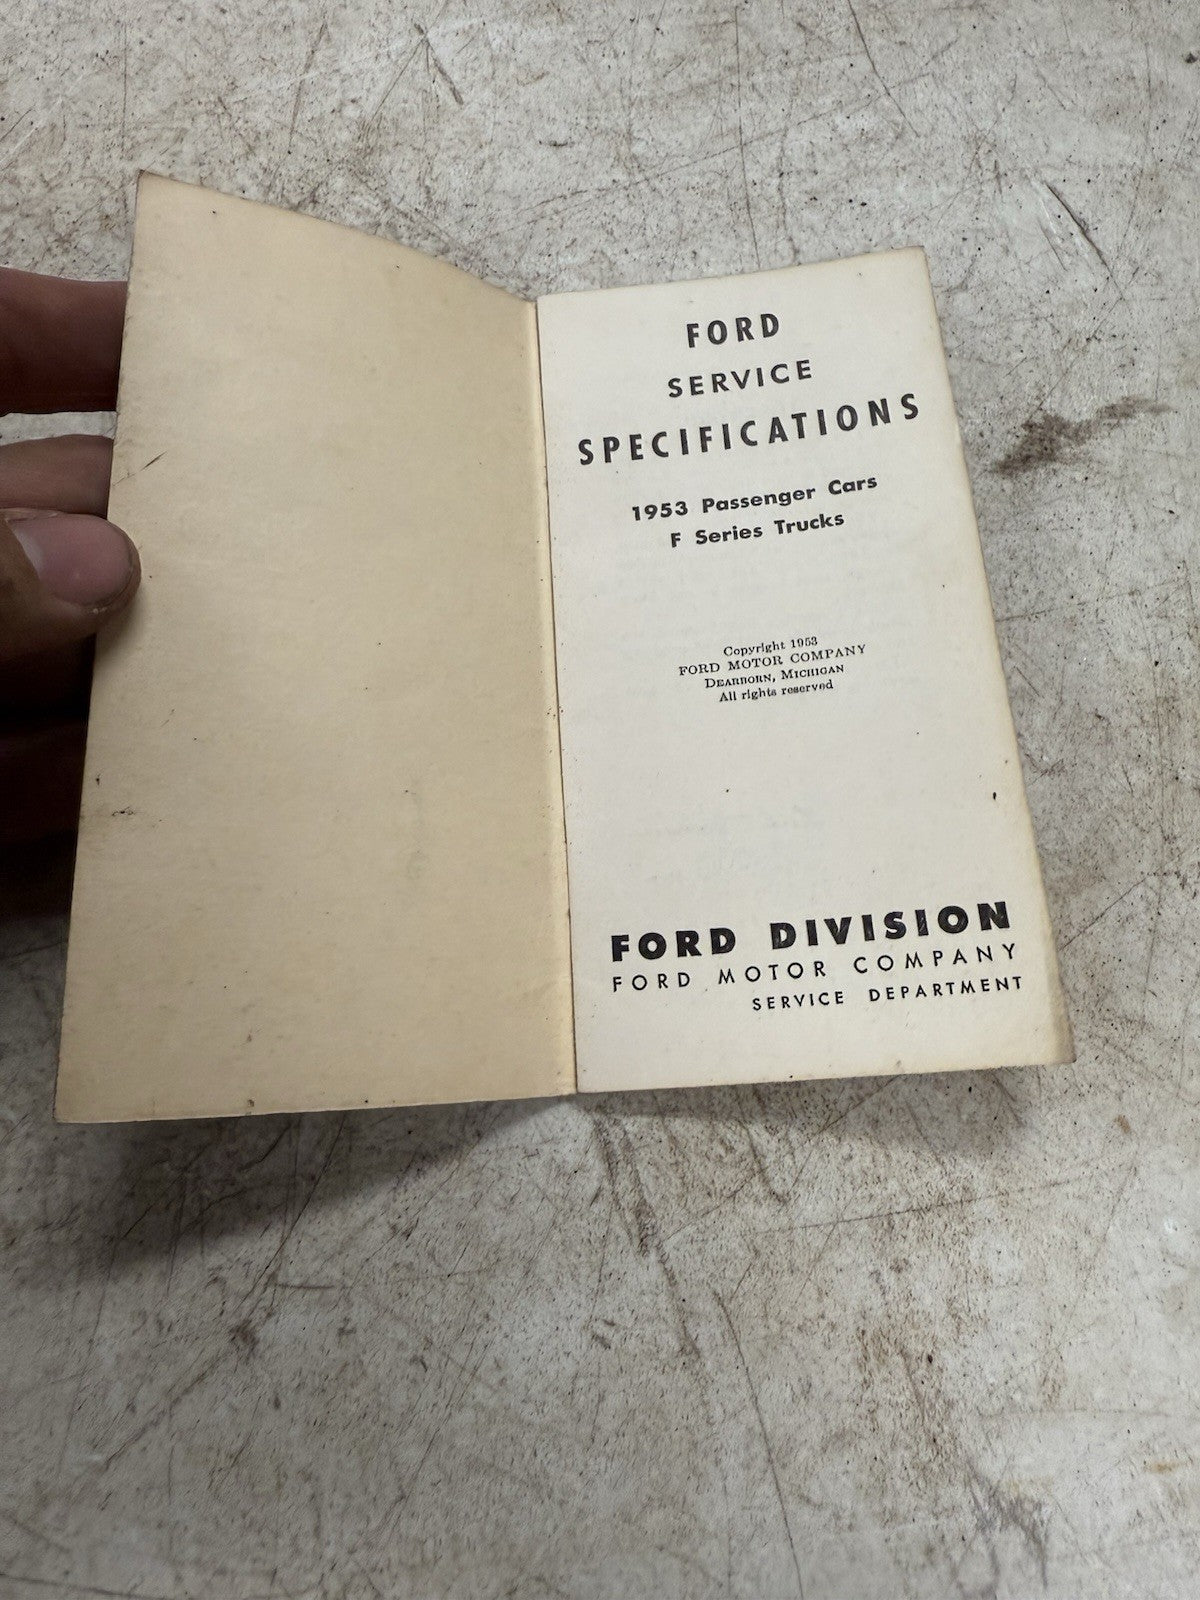 FORD
SERVICE
SPECIFICATIONS
1953 Passenger Cars
F Series Trucks
Copyright 1953
FORD MOTOR COMPANY
DEARBORN, MICHIGAN
All rights reserved
FORD DIVISION
FORD MOTOR COMPANY
SERVICE DEPARTMENT